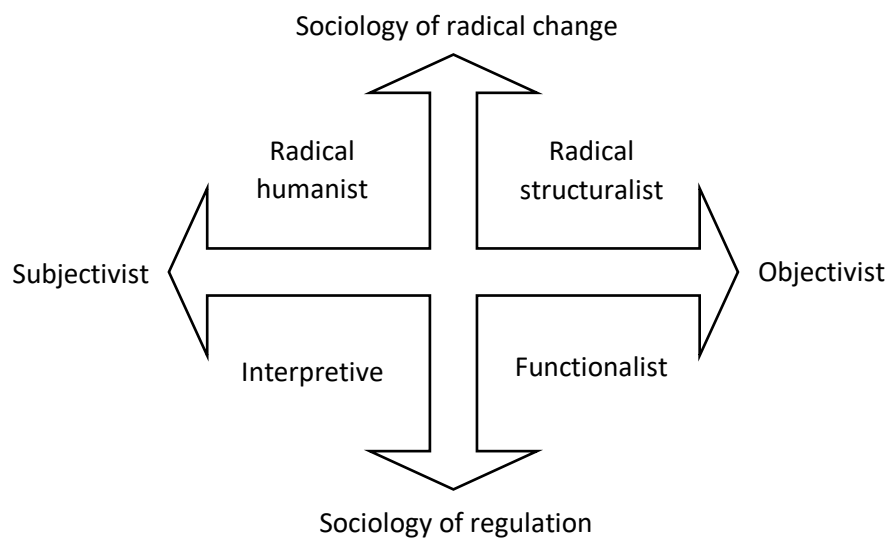 Sociology of radical change
Radical
humanist
Radical
structuralist
Subjectivist
Objectivist
Interpretive
Functionalist
Sociology of regulation